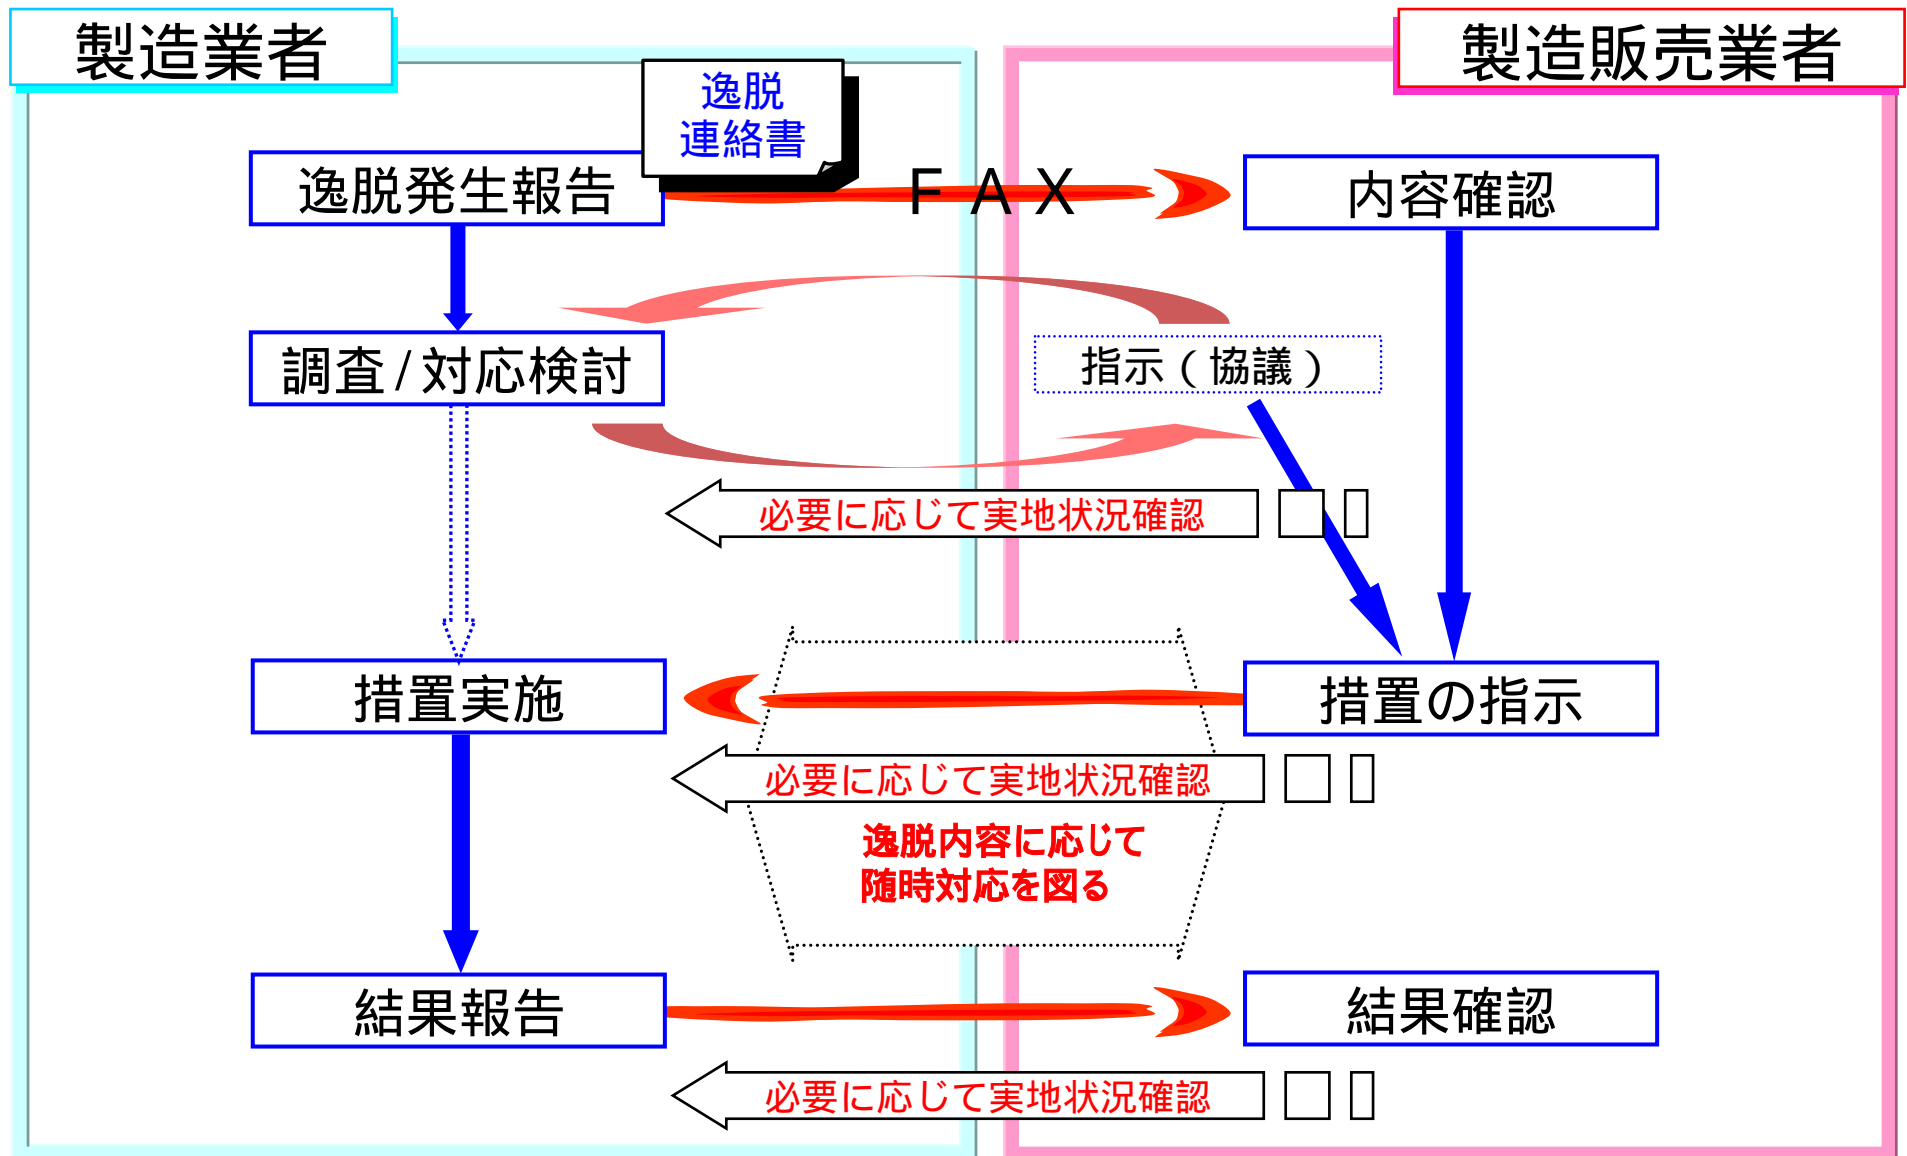 製造業者
製造販売業者
逸脱
連絡書
逸脱発生報告
ＦＡＸ
内容確認
調査/対応検討
指示（協議）
必要に応じて実地状況確認
措置実施
措置の指示
必要に応じて実地状況確認
逸脱内容に応じて
随時対応を図る
結果報告
結果確認
必要に応じて実地状況確認